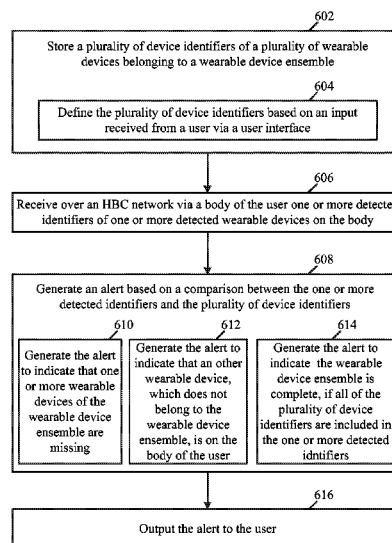 602
Store a plurality of device identifiers of a plurality of wearable
devices belonging to a wearable device ensemble
604
Define the plurality of device identifiers based on an input
received from a user via a user interface
606
Receive over an HBC network via a body of the user one or more detected
identifiers of one or more detected wearable devices on the body
608
Generate an alert based on a comparison between the one or more
detected identifiers and the plurality of device identifiers
610
Generate the alert
to indicate that one
or more wearable
devices of the
wearable device
ensemble are
missing
612
Generate the alert to
indicate that an other
wearable device,
which does not
belong to the
wearable device
ensemble, is on the
body of the user
614
Generate the alert to
indicate the wearable
device ensemble is
complete, if all of the
plurality of device
identifiers are included in
the one or more detected
idntifiers
616
Output the alert to the user